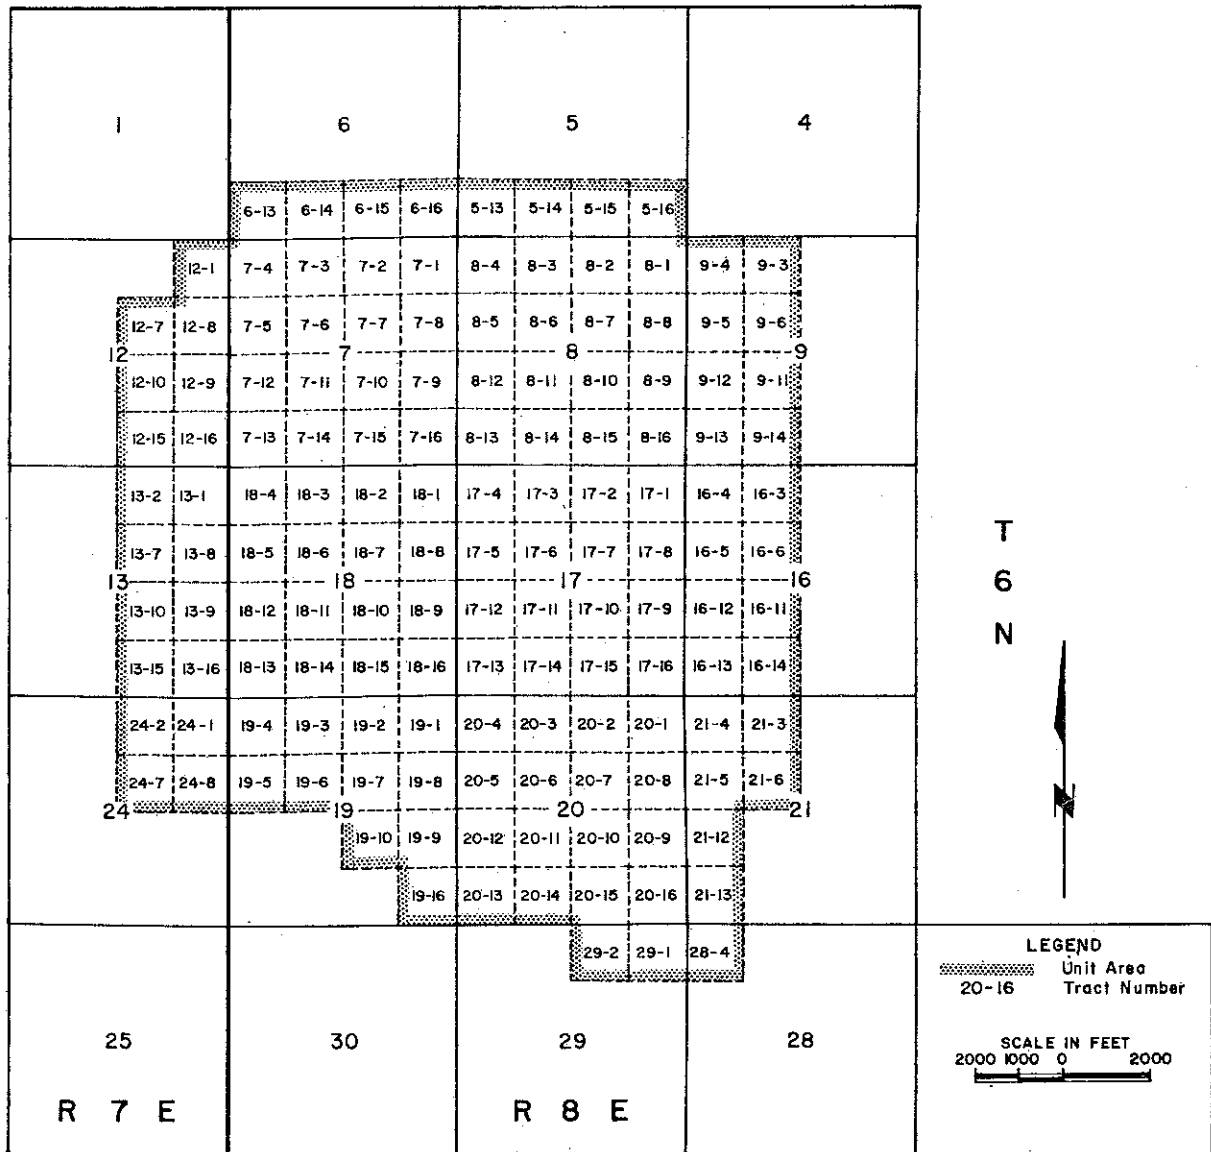 1 6 5 4
6-13 6-14 6-15 6-16 5-13 5-14 5-15 5-16
12-1 7-4 7-3 7-2 7-1 8-4 8-3 8-2 8-1 9-4 9-3
12-7 12-8 7-5 7-6 7-7 7-8 8-5 8-6 8-7 8-8 9-5 9-6
12 7 8 9
12-10 12-9 7-12 7-11 7-10 7-9 8-12 8-11 8-10 8-9 9-12 9-11
12-15 12-16 7-13 7-14 7-15 7-16 8-13 8-14 8-15 8-16 9-13 9-14
13-2 13-1 18-4 18-3 18-2 18-1 17-4 17-3 17-2 17-1 16-4 16-3
13-7 13-8 18-5 18-6 18-7 18-8 17-5 17-6 17-7 17-8 16-5 16-6
13 18 17 16
13-10 13-9 18-12 18-11 18-10 18-9 17-12 17-11 17-10 17-9 16-12 16-11
13-15 13-16 18-13 18-14 18-15 18-16 17-13 17-14 17-15 17-16 16-13 16-14
24-2 24-1 19-4 19-3 19-2 19-1 20-4 20-3 20-2 20-1 21-4 21-3
24-7 24-8 19-5 19-6 19-7 19-8 20-5 20-6 20-7 20-8 21-5 21-6
24 19 20 21
19-10 19-9 20-12 20-11 20-10 20-9 21-12
19-16 20-13 20-14 20-15 20-16 21-13
29-2 29-1 28-4
25 30 29 28
R 7 E R 8 E
T
6
N
N
LEGEND
Unit Area
20-16 Tract Number
SCALE IN FEET
2000 1000 0 2000